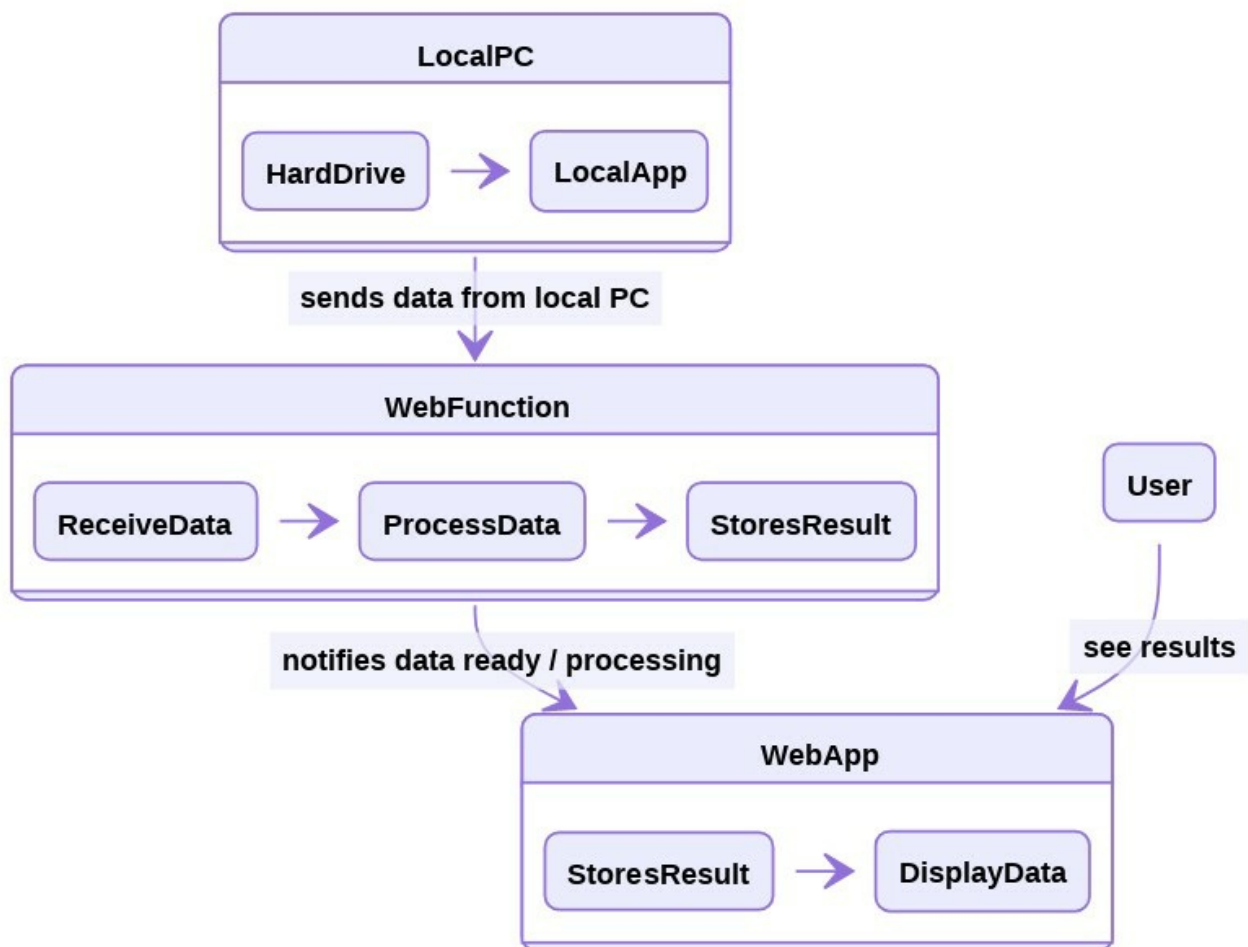 LocalPC
HardDrive
LocalApp
sends data from local PC
WebFunction
ReceiveData
ProcessData
StoresResult
User
notifies data ready / processing
see results
WebApp
StoresResult
DisplayData